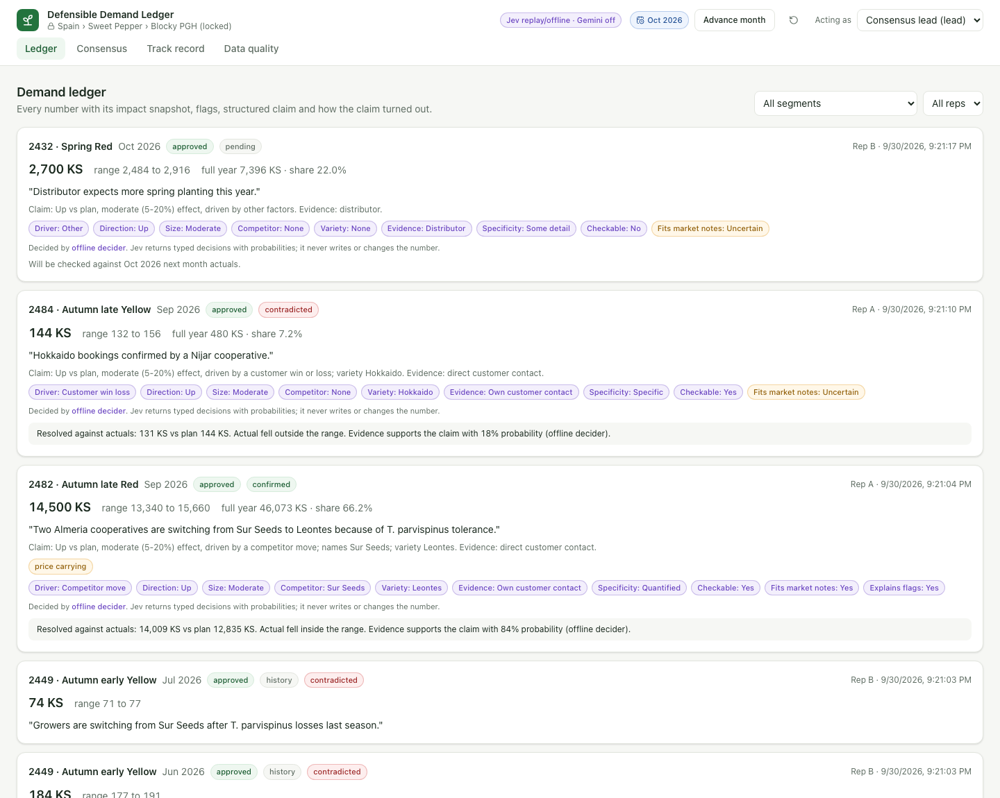 Defensible Demand Ledger
Spain › Sweet Pepper › Blocky PGH (locked)
Jev replay/offline · Gemini off
Oct 2026
Advance month
Acting as
Consensus lead (lead)
Ledger
Consensus
Track record
Data quality
Demand ledger
Every number with its impact snapshot, flags, structured claim and how the claim turned out.
All segments
All reps
2432 · Spring Red Oct 2026 approved pending
Rep B · 9/30/2026, 9:21:17 PM
2,700 KS range 2,484 to 2,916 full year 7,396 KS · share 22.0%
"Distributor expects more spring planting this year."
Claim: Up vs plan, moderate (5-20%) effect, driven by other factors. Evidence: distributor.
Driver: Other Direction: Up Size: Moderate Competitor: None Variety: None Evidence: Distributor Specificity: Some detail Checkable: No Fits market notes: Uncertain
Decided by offline decider. Jev returns typed decisions with probabilities; it never writes or changes the number.
Will be checked against Oct 2026 next month actuals.
2484 · Autumn late Yellow Sep 2026 approved contradicted
Rep A · 9/30/2026, 9:21:10 PM
144 KS range 132 to 156 full year 480 KS · share 7.2%
"Hokkaido bookings confirmed by a Nijar cooperative."
Claim: Up vs plan, moderate (5-20%) effect, driven by a customer win or loss; variety Hokkaido. Evidence: direct customer contact.
Driver: Customer win loss Direction: Up Size: Moderate Competitor: None Variety: Hokkaido Evidence: Own customer contact Specificity: Specific Checkable: Yes Fits market notes: Uncertain
Decided by offline decider. Jev returns typed decisions with probabilities; it never writes or changes the number.
Resolved against actuals: 131 KS vs plan 144 KS. Actual fell outside the range. Evidence supports the claim with 18% probability (offline decider).
2482 · Autumn late Red Sep 2026 approved confirmed
Rep A · 9/30/2026, 9:21:04 PM
14,500 KS range 13,340 to 15,660 full year 46,073 KS · share 66.2%
"Two Almeria cooperatives are switching from Sur Seeds to Leontes because of T. parvispinus tolerance."
Claim: Up vs plan, moderate (5-20%) effect, driven by a competitor move; names Sur Seeds; variety Leontes. Evidence: direct customer contact.
price carrying
Driver: Competitor move Direction: Up Size: Moderate Competitor: Sur Seeds Variety: Leontes Evidence: Own customer contact Specificity: Quantified Checkable: Yes Fits market notes: Yes Explains flags: Yes
Decided by offline decider. Jev returns typed decisions with probabilities; it never writes or changes the number.
Resolved against actuals: 14,009 KS vs plan 12,835 KS. Actual fell inside the range. Evidence supports the claim with 84% probability (offline decider).
2449 · Autumn early Yellow Jul 2026 approved history contradicted
Rep B · 9/30/2026, 9:21:03 PM
74 KS range 71 to 77
"Growers are switching from Sur Seeds after T. parvispinus losses last season."
2449 · Autumn early Yellow Jun 2026 approved history contradicted
Rep B · 9/30/2026, 9:21:03 PM
184 KS range 177 to 191